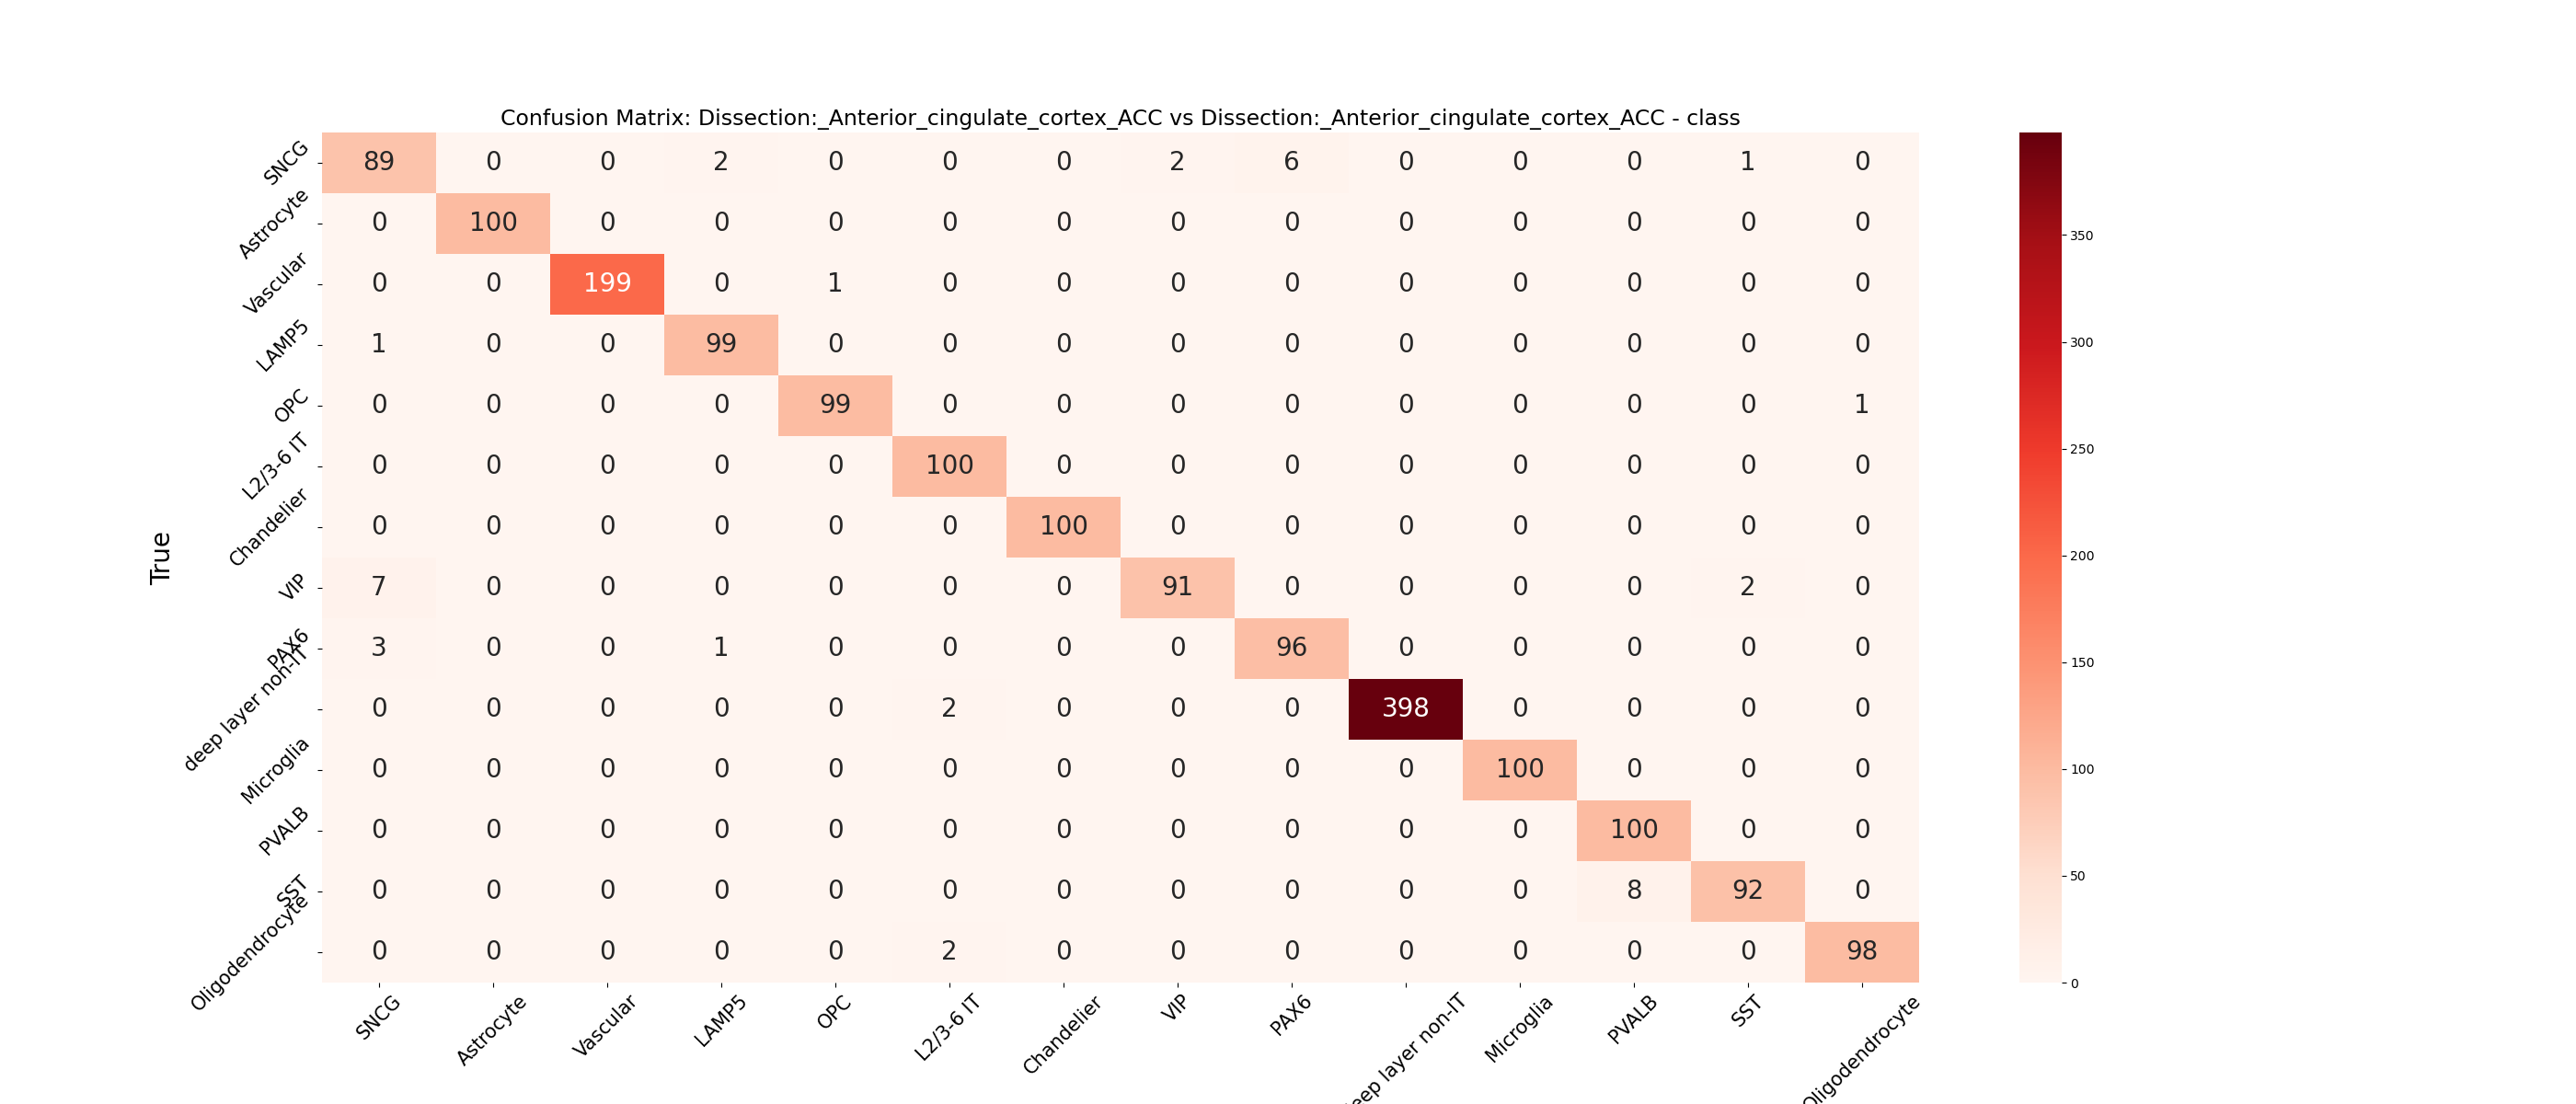 Confusion Matrix: Dissection:_Anterior_cingulate_cortex_ACC vs Dissection:_Anterior_cingulate_cortex_ACC - class
True
SNCG 89 0 0 2 0 0 0 2 6 0 0 0 1 0
Astrocyte 0 100 0 0 0 0 0 0 0 0 0 0 0 0
Vascular 0 0 199 0 1 0 0 0 0 0 0 0 0 0
LAMP5 1 0 0 99 0 0 0 0 0 0 0 0 0 0
OPC 0 0 0 0 99 0 0 0 0 0 0 0 0 1
L2/3-6 IT 0 0 0 0 0 100 0 0 0 0 0 0 0 0
Chandelier 0 0 0 0 0 0 100 0 0 0 0 0 0 0
VIP 7 0 0 0 0 0 0 91 0 0 0 0 2 0
PAX6 3 0 0 1 0 0 0 0 96 0 0 0 0 0
deep layer non-IT 0 0 0 0 0 2 0 0 0 398 0 0 0 0
Microglia 0 0 0 0 0 0 0 0 0 0 100 0 0 0
PVALB 0 0 0 0 0 0 0 0 0 0 0 100 0 0
SST 0 0 0 0 0 0 0 0 0 0 0 8 92 0
Oligodendrocyte 0 0 0 0 0 2 0 0 0 0 0 0 0 98
SNCG Astrocyte Vascular LAMP5 OPC L2/3-6 IT Chandelier VIP PAX6 eep layer non-IT Microglia PVALB SST Oligodendrocyte
350
300
250
200
150
100
50
0